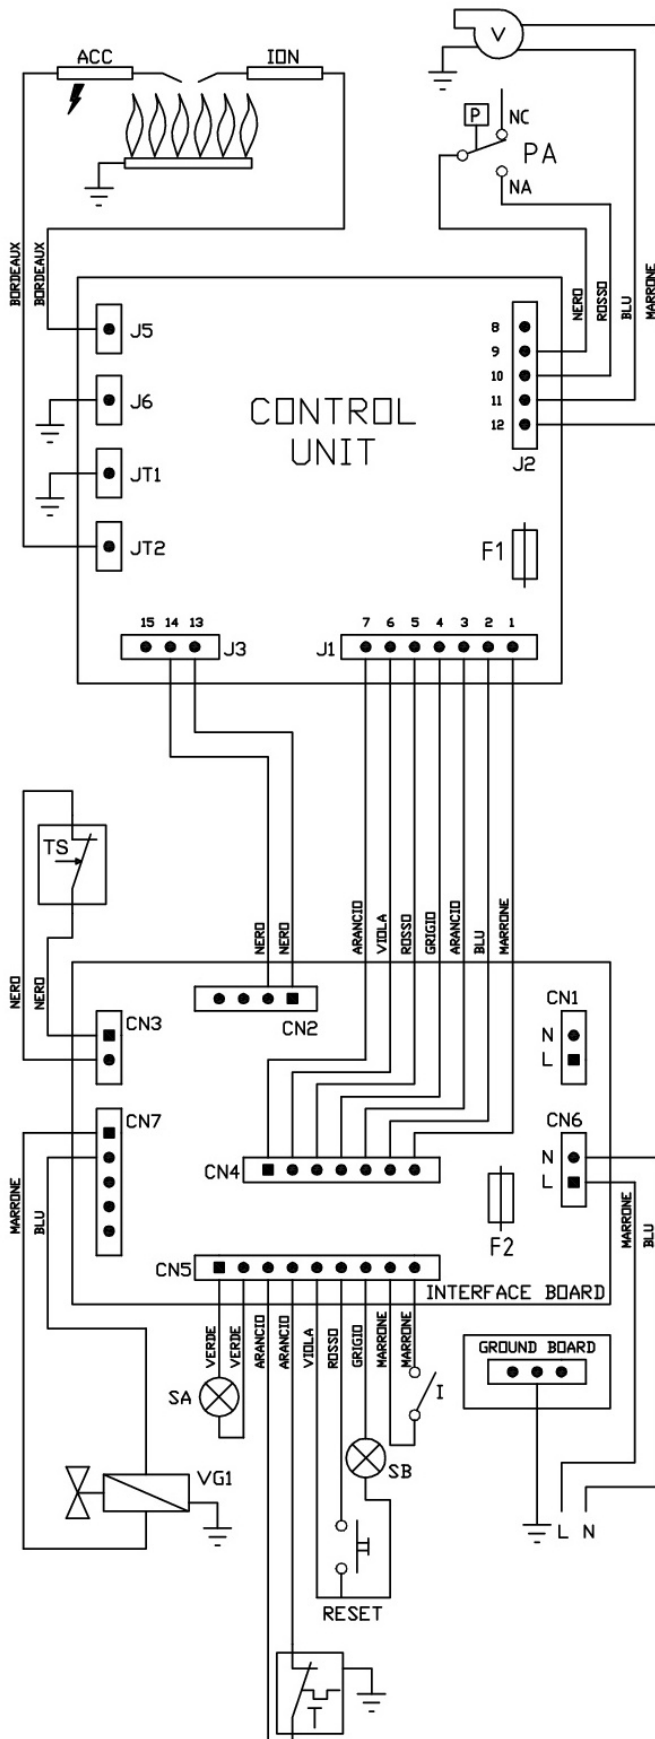 ACC
ION
V
P
NC
PA
NA
BORDEAUX
BORDEAUX
NERO
ROSSO
BLU
MARRONE
J5
J6
JT1
JT2
CONTROL
UNIT
8
9
10
11
12
J2
F1
15 14 13
J3
7 6 5 4 3 2 1
J1
TS
NERO
NERO
NERO
NERO
ARANCIO
VIOLA
ROSSO
GRIGIO
ARANCIO
BLU
MARRONE
CN3
CN2
CN1
N
L
CN7
CN4
CN6
N
L
MARRONE
BLU
F2
MARRONE
BLU
CN5
INTERFACE BOARD
VERDE
VERDE
ARANCIO
ARANCIO
VIOLA
ROSSO
GRIGIO
MARRONE
MARRONE
GROUND BOARD
SA
I
SB
VG1
L N
RESET
T